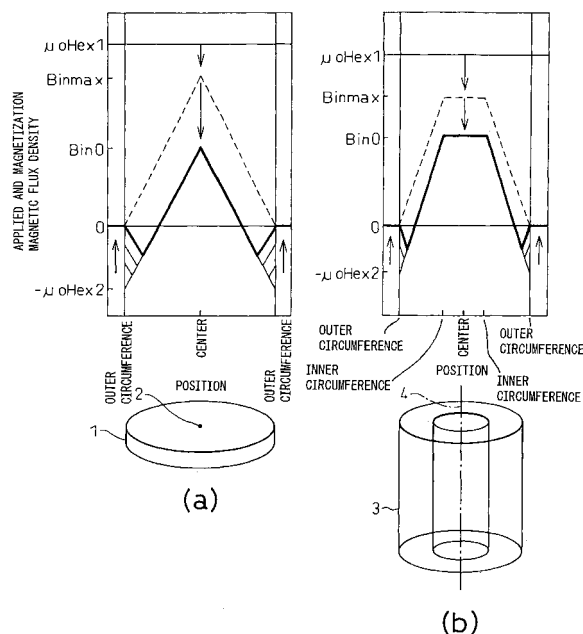 APPLIED AND MAGNETIZATION
MAGNETIC FLUX DENSITY
μoHex1
Binmax
Bin0
0
-μoHex2
OUTER
CIRCUMFERENCE
CENTER
OUTER
CIRCUMFERENCE
POSITION
2
1
(a)
μoHex1
Binmax
Bin0
0
-μoHex2
OUTER
CIRCUMFERENCE
INNER
CIRCUMFERENCE
CENTER
OUTER
CIRCUMFERENCE
INNER
CIRCUMFERENCE
POSITION
4
3
(b)